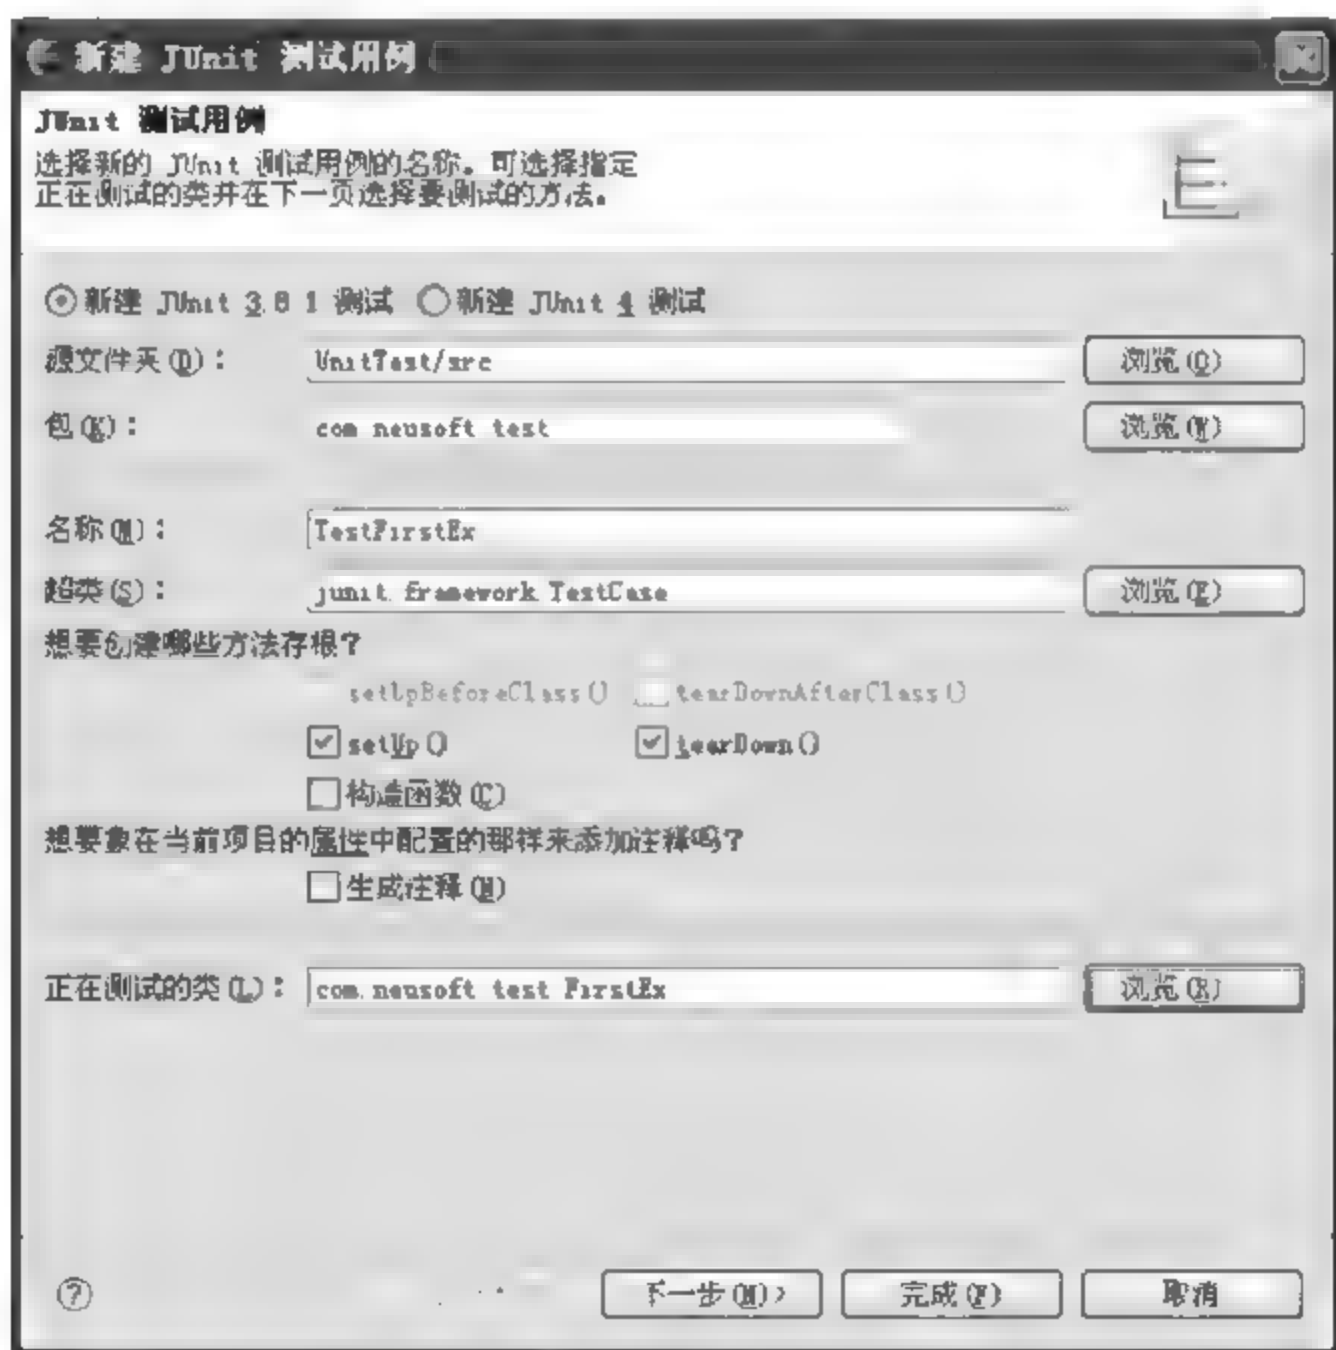 新建 JUnit 测试用例
JUnit 测试用例
选择新的 JUnit 测试用例的名称。可选择指定
正在测试的类并在下一页选择要测试的方法。
新建 JUnit 3.8 1 测试 新建 JUnit 4 测试
源文件夹(D): UnitTest/src 浏览(O)
包(K): com neusoft test 浏览(W)
名称(M): TestFirstEx
超类(S): junit framework TestCase 浏览(E)
想要创建哪些方法存根?
setUpBeforeClass() tearDownAfterClass()
setUp() tearDown()
构造函数(C)
想要象在当前项目的属性中配置的那样来添加注释吗?
生成注释(N)
正在测试的类(L): com.neusoft test FirstEx 浏览(R)
下一步(N)> 完成(F) 取消